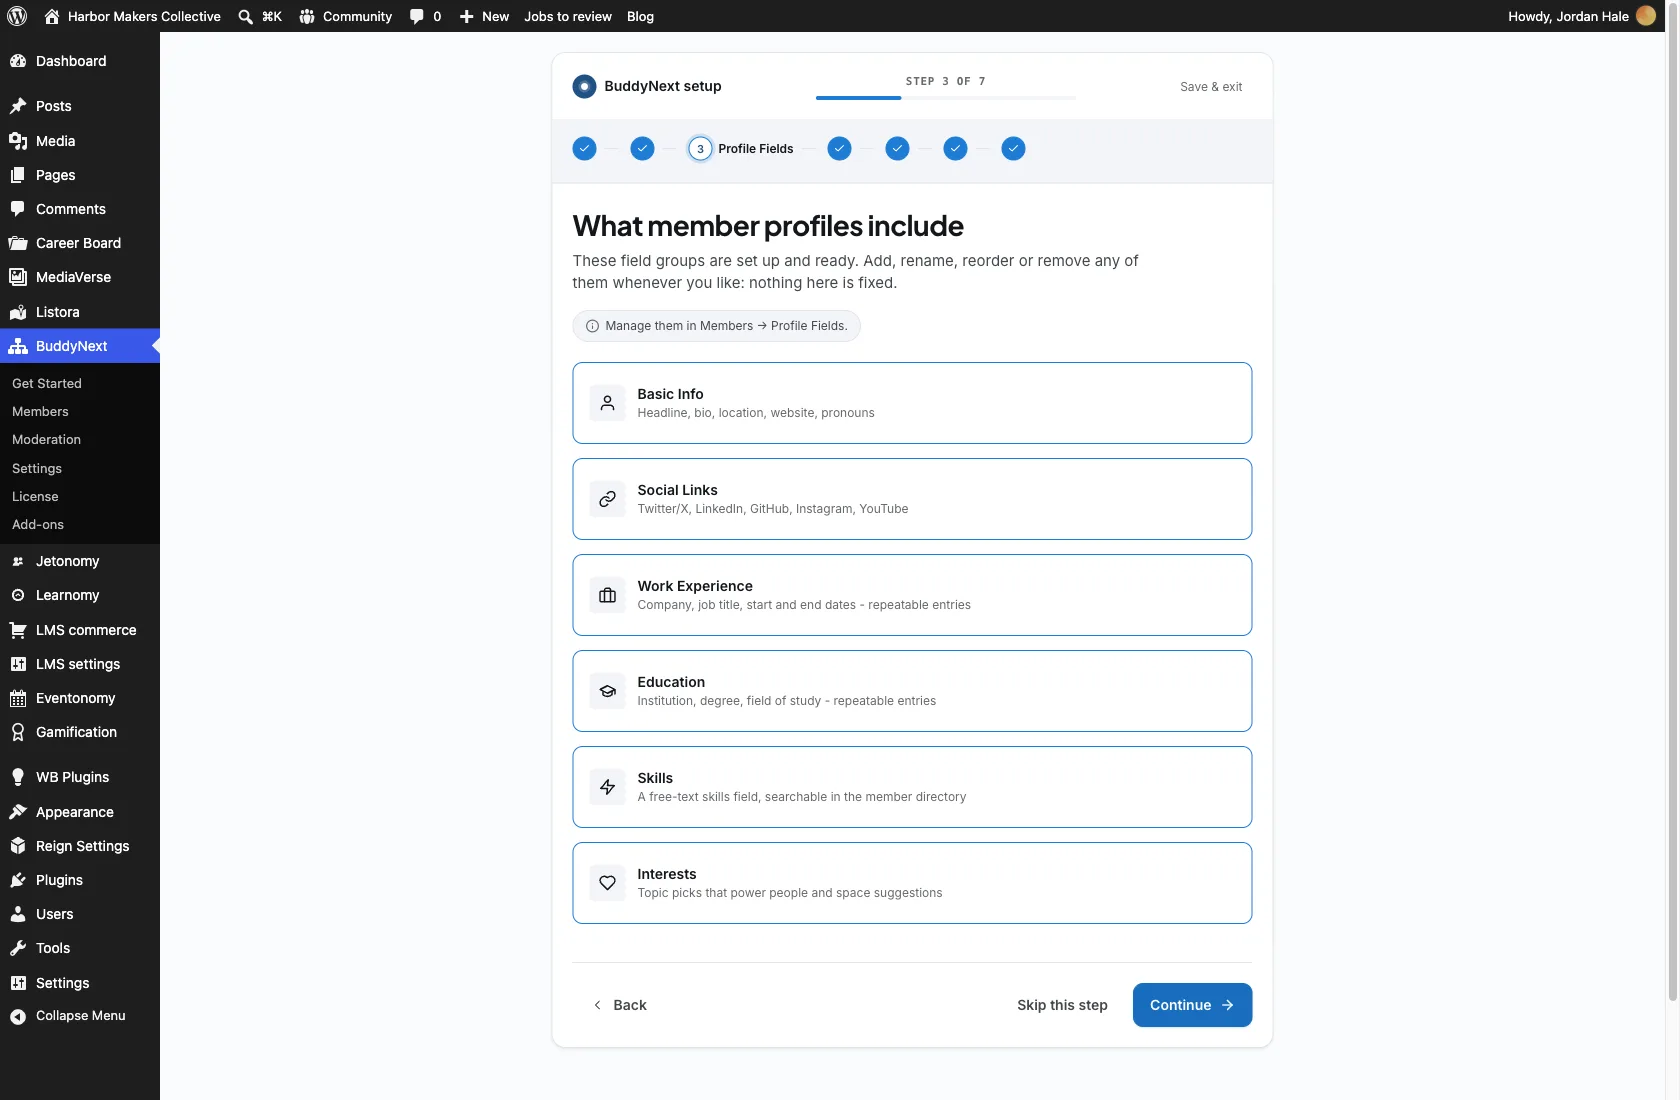 Harbor Makers Collective
⌘K
Community
0
New
Jobs to review
Blog
Howdy, Jordan Hale
Dashboard
Posts
Media
Pages
Comments
Career Board
MediaVerse
Listora
BuddyNext
Get Started
Members
Moderation
Settings
License
Add-ons
Jetonomy
Learnomy
LMS commerce
LMS settings
Eventonomy
Gamification
WB Plugins
Appearance
Reign Settings
Plugins
Users
Tools
Settings
Collapse Menu
BuddyNext setup
STEP 3 OF 7
Save & exit
3 Profile Fields
What member profiles include
These field groups are set up and ready. Add, rename, reorder or remove any of
them whenever you like: nothing here is fixed.
Manage them in Members → Profile Fields.
Basic Info
Headline, bio, location, website, pronouns
Social Links
Twitter/X, LinkedIn, GitHub, Instagram, YouTube
Work Experience
Company, job title, start and end dates - repeatable entries
Education
Institution, degree, field of study - repeatable entries
Skills
A free-text skills field, searchable in the member directory
Interests
Topic picks that power people and space suggestions
Back
Skip this step
Continue →